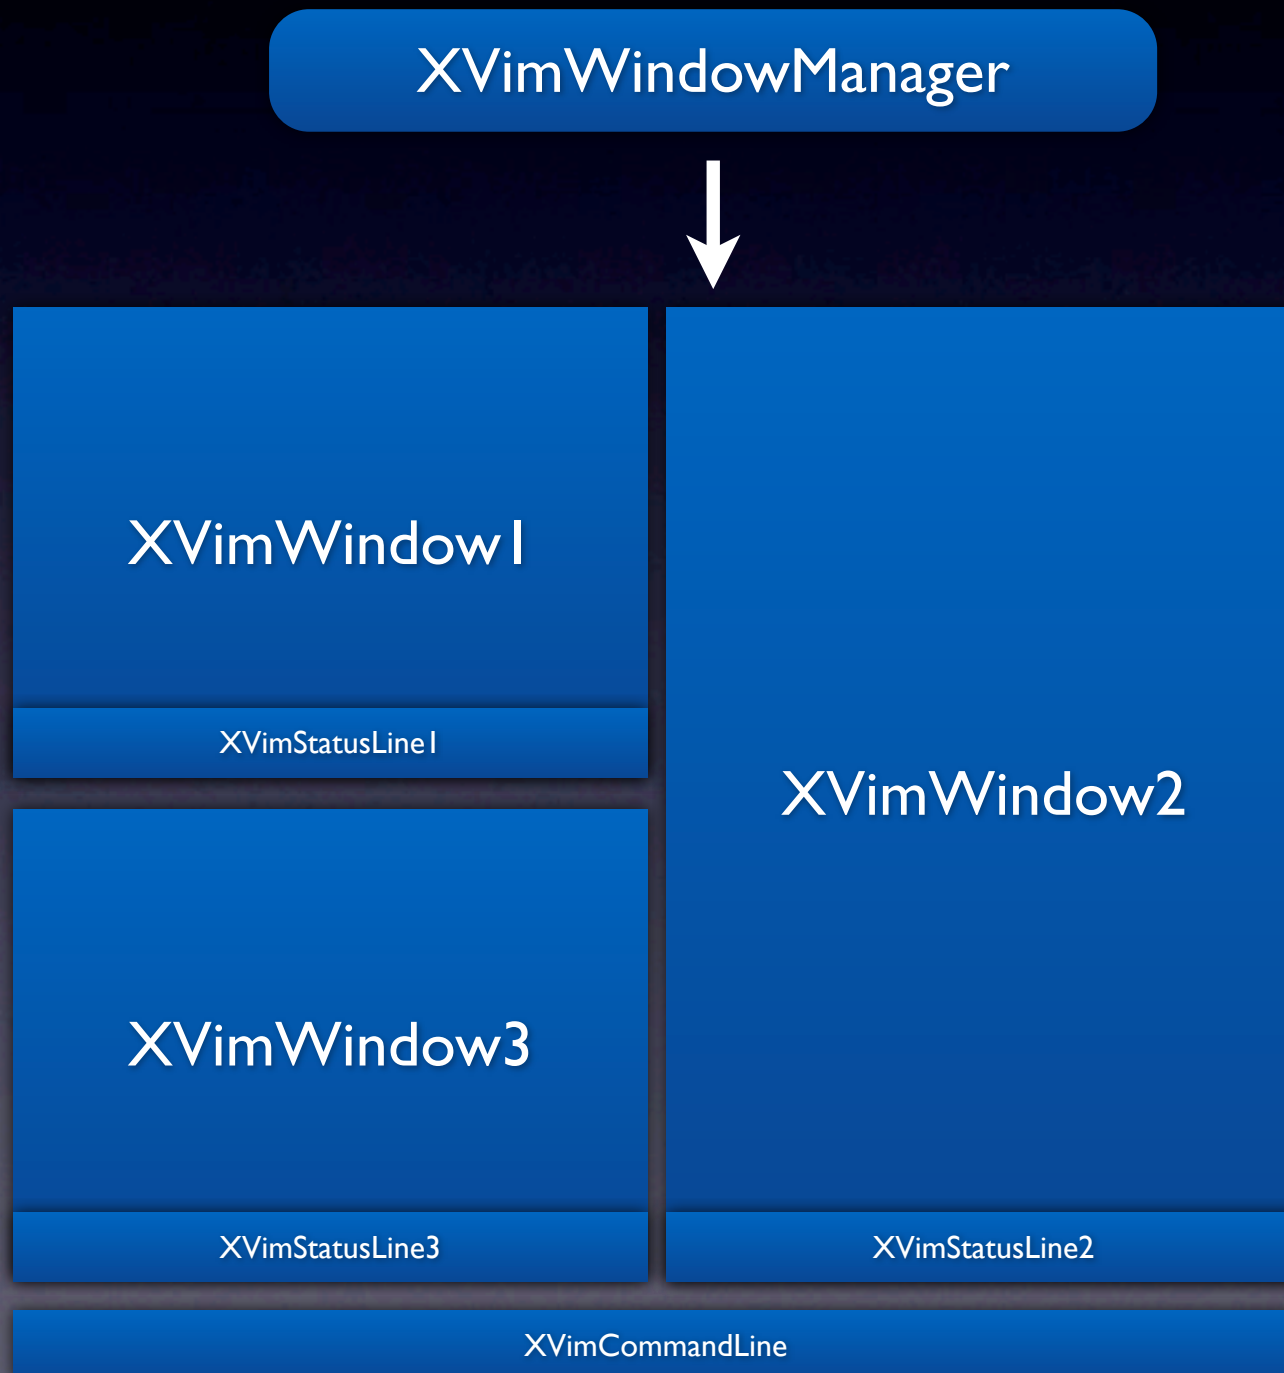 XVimWindowManager
XVimWindow1
XVimStatusLine1
XVimWindow2
XVimWindow3
XVimStatusLine3
XVimStatusLine2
XVimCommandLine